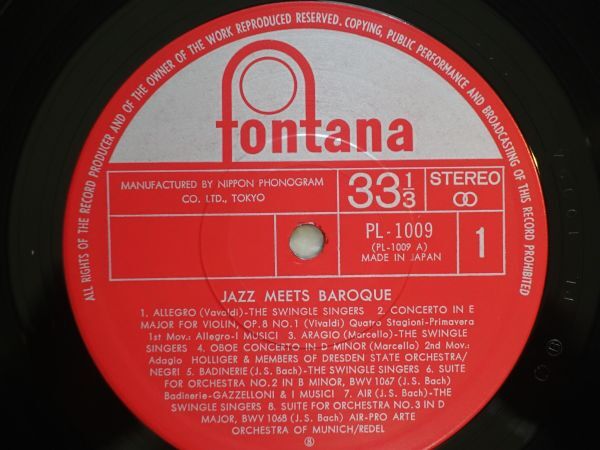 ALL RIGHTS OF THE RECORD PRODUCER AND OF THE OWNER OF THE WORK REPRODUCED RESERVED. COPYING, PUBLIC PERFORMANCE AND BROADCASTING OF THIS RECORD PROHIBITED
fontana
MANUFACTURED BY NIPPON PHONOGRAM
CO. LTD., TOKYO
33 1/3
STEREO
PL-1009
(PL-1009 A)
MADE IN JAPAN
1
JAZZ MEETS BAROQUE
1. ALLEGRO (Vavaldi)-THE SWINGLE SINGERS 2. CONCERTO IN E
MAJOR FOR VIOLIN, OP.8 NO.1 (Vivaldi) Quatro Stagioni-Primavera
1st Mov.: Allegro-I MUSICI 3. ARAGIO (Marcello)-THE SWINGLE
SINGERS 4. OBOE CONCERTO IN D MINOR (Marcello) 2nd Mov.:
Adagio HOLLIGER & MEMBERS OF DRESDEN STATE ORCHESTRA/
NEGRI 5. BADINERIE (J.S. Bach)-THE SWINGLE SINGERS 6. SUITE
FOR ORCHESTRA NO.2 IN B MINOR, BWV 1067 (J.S. Bach)
Badinerie-GAZZELLONI & I MUSICI 7. AIR (J.S. Bach)-THE
SWINGLE SINGERS 8. SUITE FOR ORCHESTRA NO.3 IN D
MAJOR, BWV 1068 (J.S. Bach) AIR-PRO ARTE
ORCHESTRA OF MUNICH/REDEL